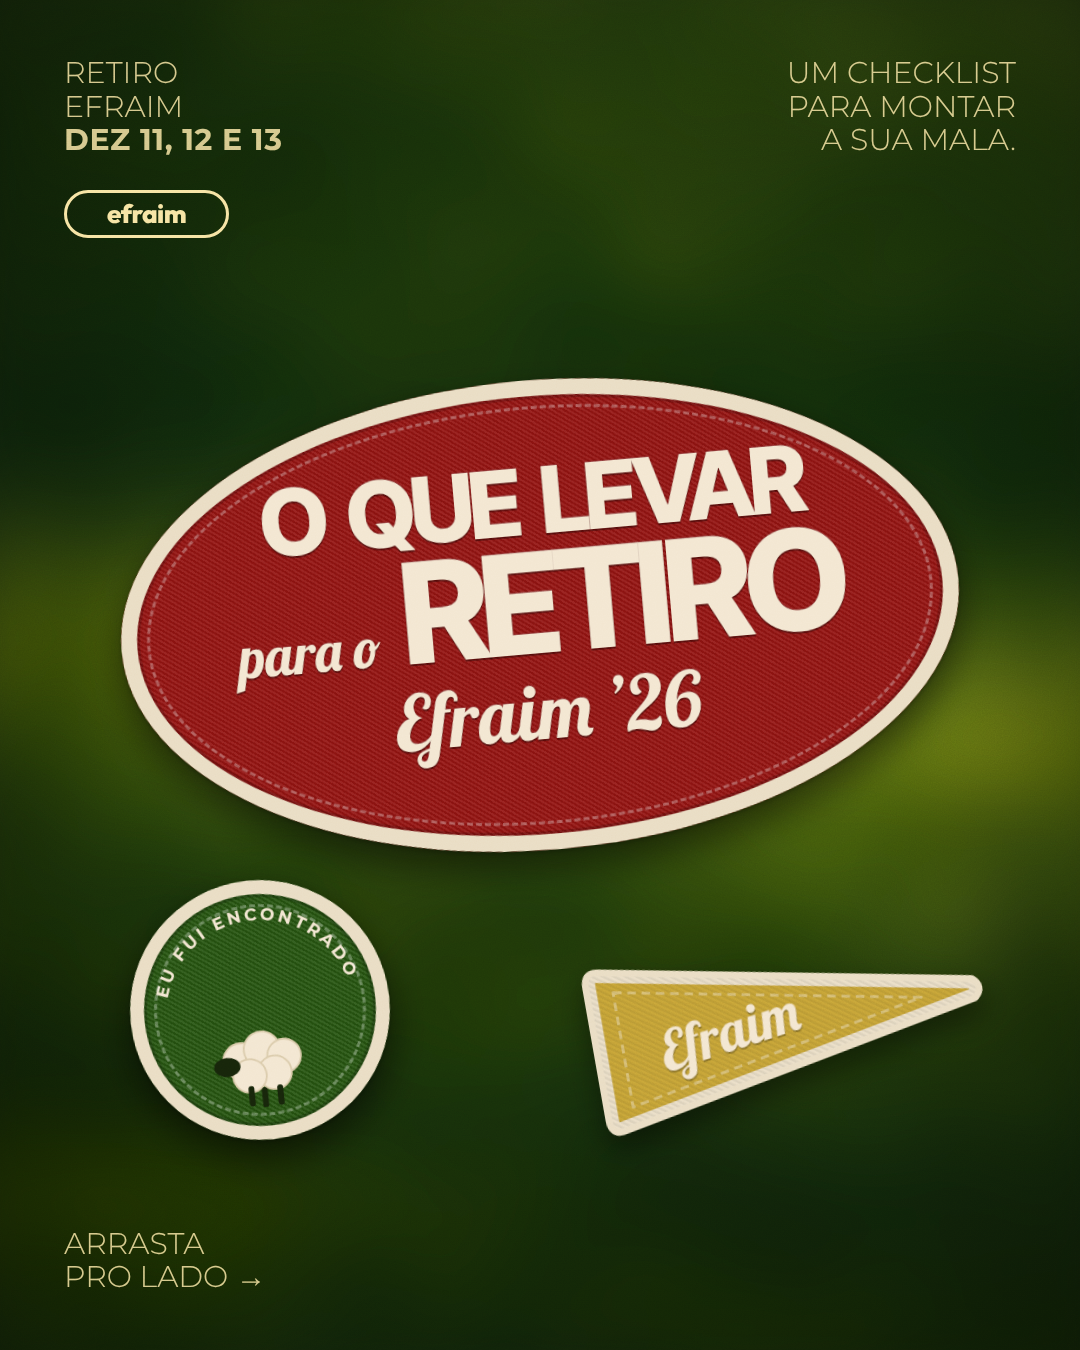 RETIRO
EFRAIM
DEZ 11, 12 E 13
efraim
UM CHECKLIST
PARA MONTAR
A SUA MALA.
O QUE LEVAR
para o RETIRO
Efraim ’26
EU FUI ENCONTRADO
Efraim
ARRASTA
PRO LADO →